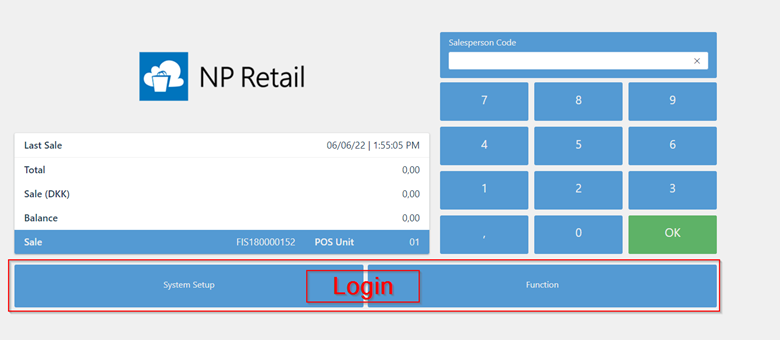 NP Retail
Salesperson Code
×
7 8 9
4 5 6
1 2 3
, 0 OK
Last Sale 06/06/22 | 1:55:05 PM
Total 0,00
Sale (DKK) 0,00
Balance 0,00
Sale FIS180000152 POS Unit 01
System Setup Login Function